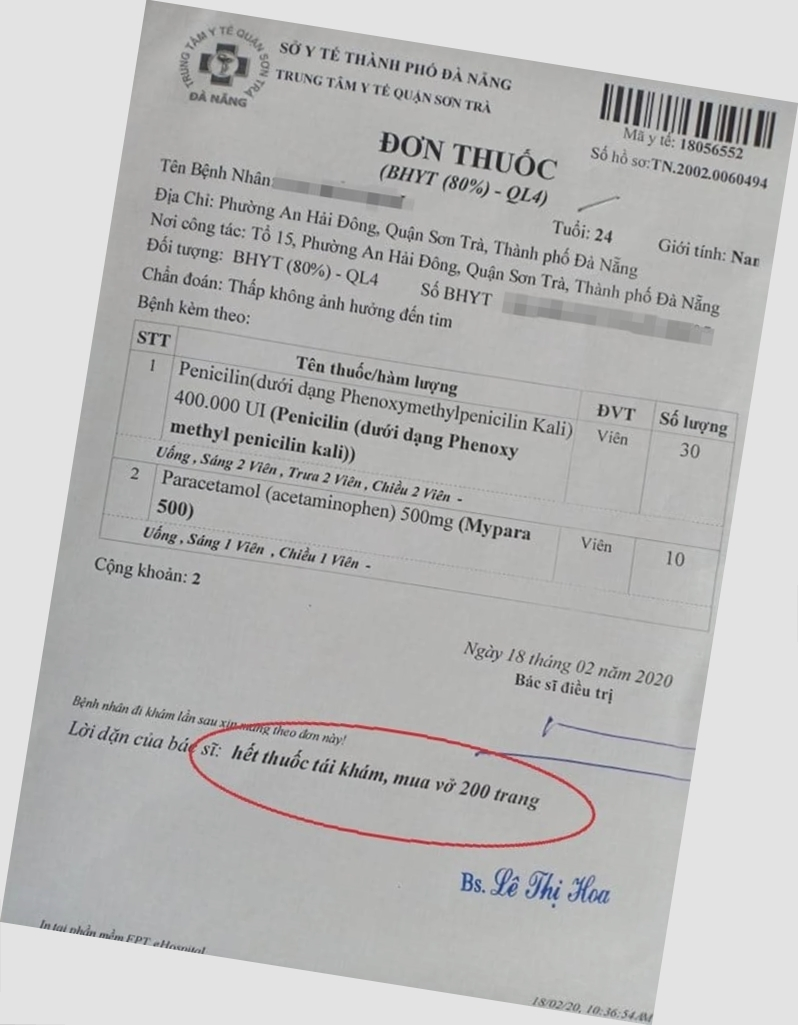 TRUNG TÂM Y TẾ QUẬN SƠN TRÀ
ĐÀ NẴNG
SỞ Y TẾ THÀNH PHỐ ĐÀ NẴNG
TRUNG TÂM Y TẾ QUẬN SƠN TRÀ
Mã y tế: 18056552
Số hồ sơ:TN.2002.0060494
ĐƠN THUỐC
(BHYT (80%) - QL4)
Tên Bệnh Nhân:
Tuổi: 24 Giới tính: Nam
Địa Chỉ: Phường An Hải Đông, Quận Sơn Trà, Thành phố Đà Nẵng
Nơi công tác: Tổ 15, Phường An Hải Đông, Quận Sơn Trà, Thành phố Đà Nẵng
Đối tượng: BHYT (80%) - QL4 Số BHYT
Chẩn đoán: Thấp không ảnh hưởng đến tim
Bệnh kèm theo:
STT Tên thuốc/hàm lượng ĐVT Số lượng
1 Penicilin(dưới dạng Phenoxymethylpenicilin Kali) Viên 30
400.000 UI (Penicilin (dưới dạng Phenoxy
methyl penicilin kali))
Uống , Sáng 2 Viên , Trưa 2 Viên , Chiều 2 Viên -
2 Paracetamol (acetaminophen) 500mg (Mypara Viên 10
500)
Uống , Sáng 1 Viên , Chiều 1 Viên -
Cộng khoản: 2
Ngày 18 tháng 02 năm 2020
Bác sĩ điều trị
Bệnh nhân đi khám lần sau xin mang theo đơn này!
Lời dặn của bác sĩ: hết thuốc tái khám, mua vở 200 trang
Bs. Lê Thị Hoa
In tại phần mềm FPT.eHospital
18/02/20, 10:36:54AM